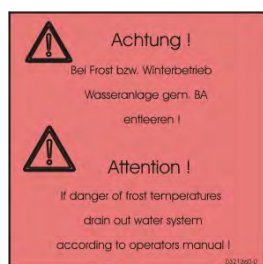 Achtung !
Bei Frost bzw. Winterbetrieb
Wasseranlage gem. BA
entleeren !
Attention !
If danger of frost temperatures
drain out water system
according to operators manual !
0321360-0